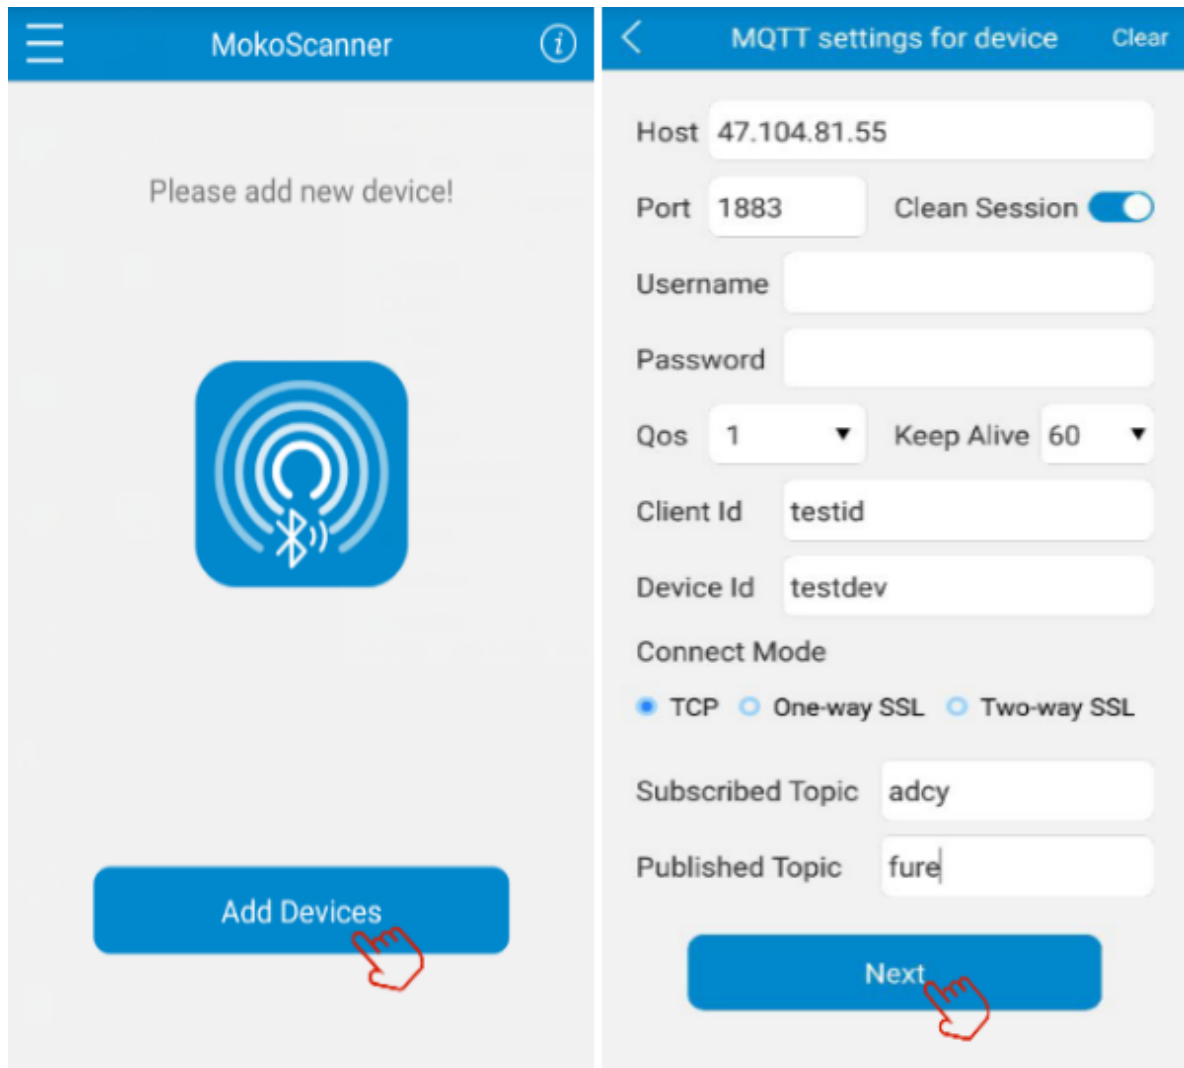 MokoScanner
Please add new device!
Add Devices
MQTT settings for device Clear
Host 47.104.81.55
Port 1883 Clean Session
Username
Password
Qos 1 Keep Alive 60
Client Id testid
Device Id testdev
Connect Mode
TCP One-way SSL Two-way SSL
Subscribed Topic adcy
Published Topic fure
Next